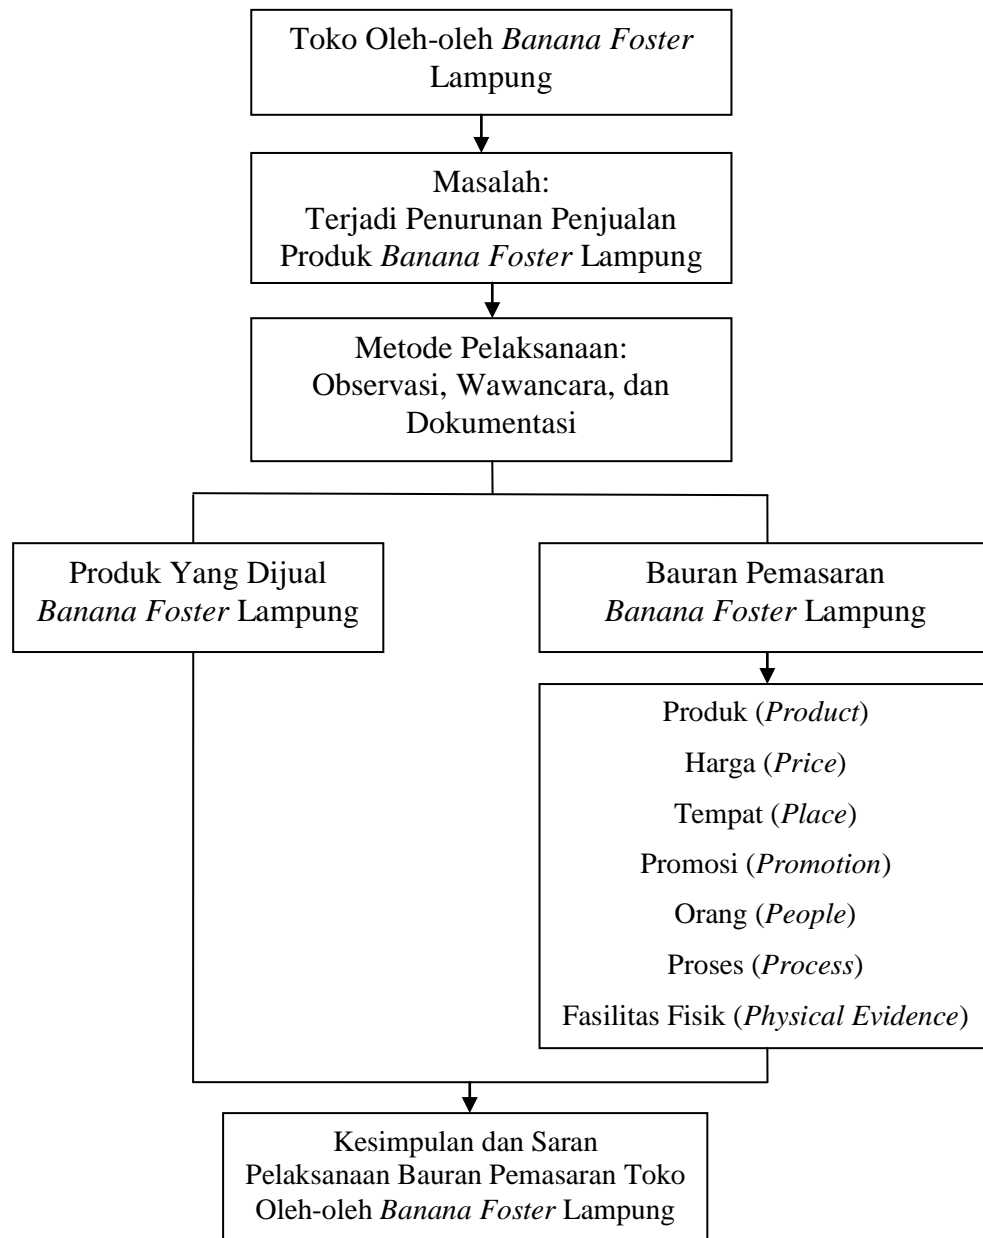 Toko Oleh-oleh Banana Foster
Lampung
Masalah:
Terjadi Penurunan Penjualan
Produk Banana Foster Lampung
Metode Pelaksanaan:
Observasi, Wawancara, dan
Dokumentasi
Produk Yang Dijual
Banana Foster Lampung
Bauran Pemasaran
Banana Foster Lampung
Produk (Product)
Harga (Price)
Tempat (Place)
Promosi (Promotion)
Orang (People)
Proses (Process)
Fasilitas Fisik (Physical Evidence)
Kesimpulan dan Saran
Pelaksanaan Bauran Pemasaran Toko
Oleh-oleh Banana Foster Lampung